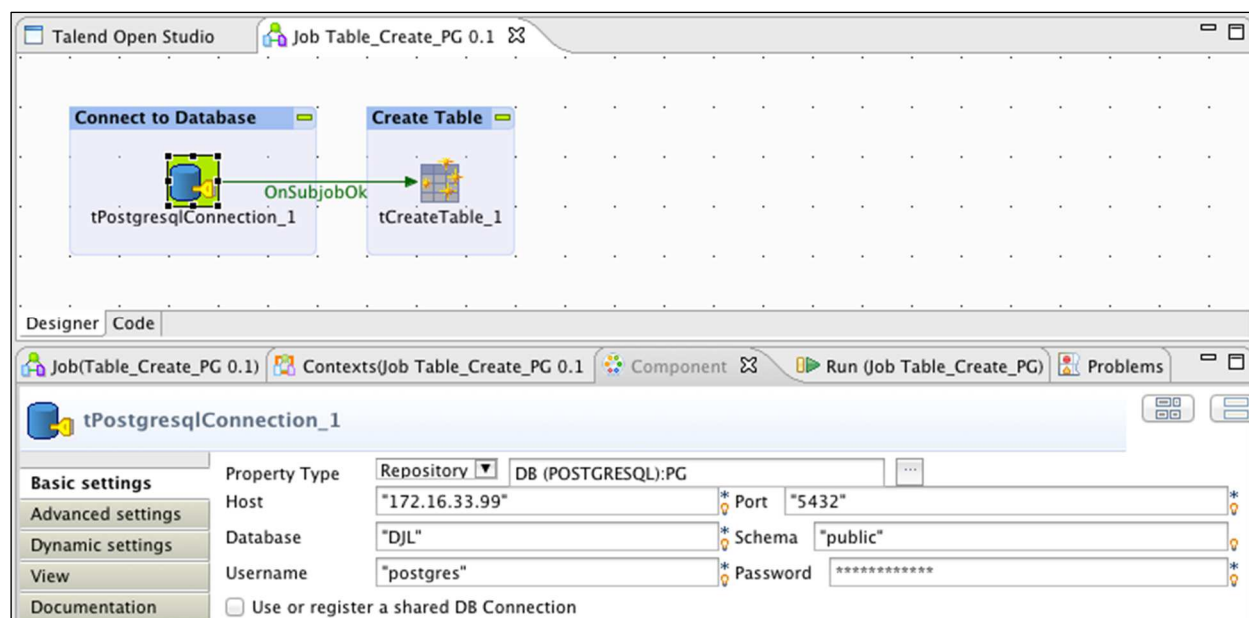 Talend Open Studio Job Table_Create_PG 0.1
Connect to Database Create Table
OnSubjobOk
tPostgresqlConnection_1 tCreateTable_1
Designer Code
Job(Table_Create_PG 0.1) Contexts(Job Table_Create_PG 0.1 Component Run (Job Table_Create_PG) Problems
tPostgresqlConnection_1
Basic settings
Advanced settings
Dynamic settings
View
Documentation
Property Type Repository DB (POSTGRESQL):PG ...
Host "172.16.33.99" Port "5432"
Database "DJL" Schema "public"
Username "postgres" Password ************
Use or register a shared DB Connection